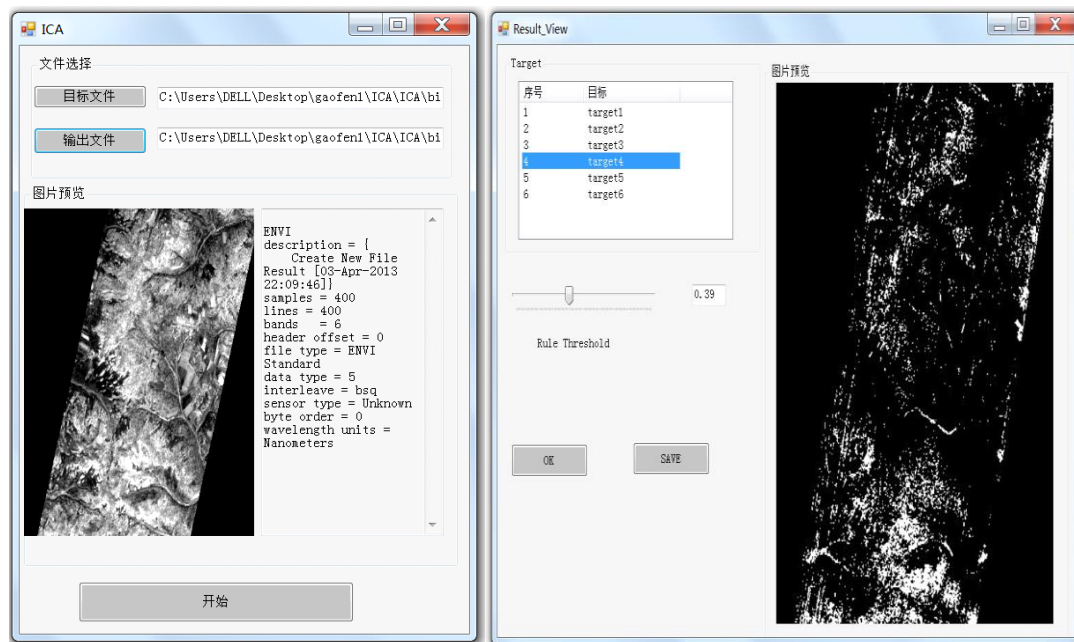 ICA
文件选择
目标文件 C:\Users\DELL\Desktop\gaofen1\ICA\ICA\bi
输出文件 C:\Users\DELL\Desktop\gaofen1\ICA\ICA\bi
图片预览
ENVI
description = {
Create New File
Result [03-Apr-2013
22:09:46]}
samples = 400
lines = 400
bands = 6
header offset = 0
file type = ENVI
Standard
data type = 5
interleave = bsq
sensor type = Unknown
byte order = 0
wavelength units =
Nanometers
开始
Result_View
Target
序号 目标
1 target1
2 target2
3 target3
4 target4
5 target5
6 target6
0.39
Rule Threshold
OK SAVE
图片预览